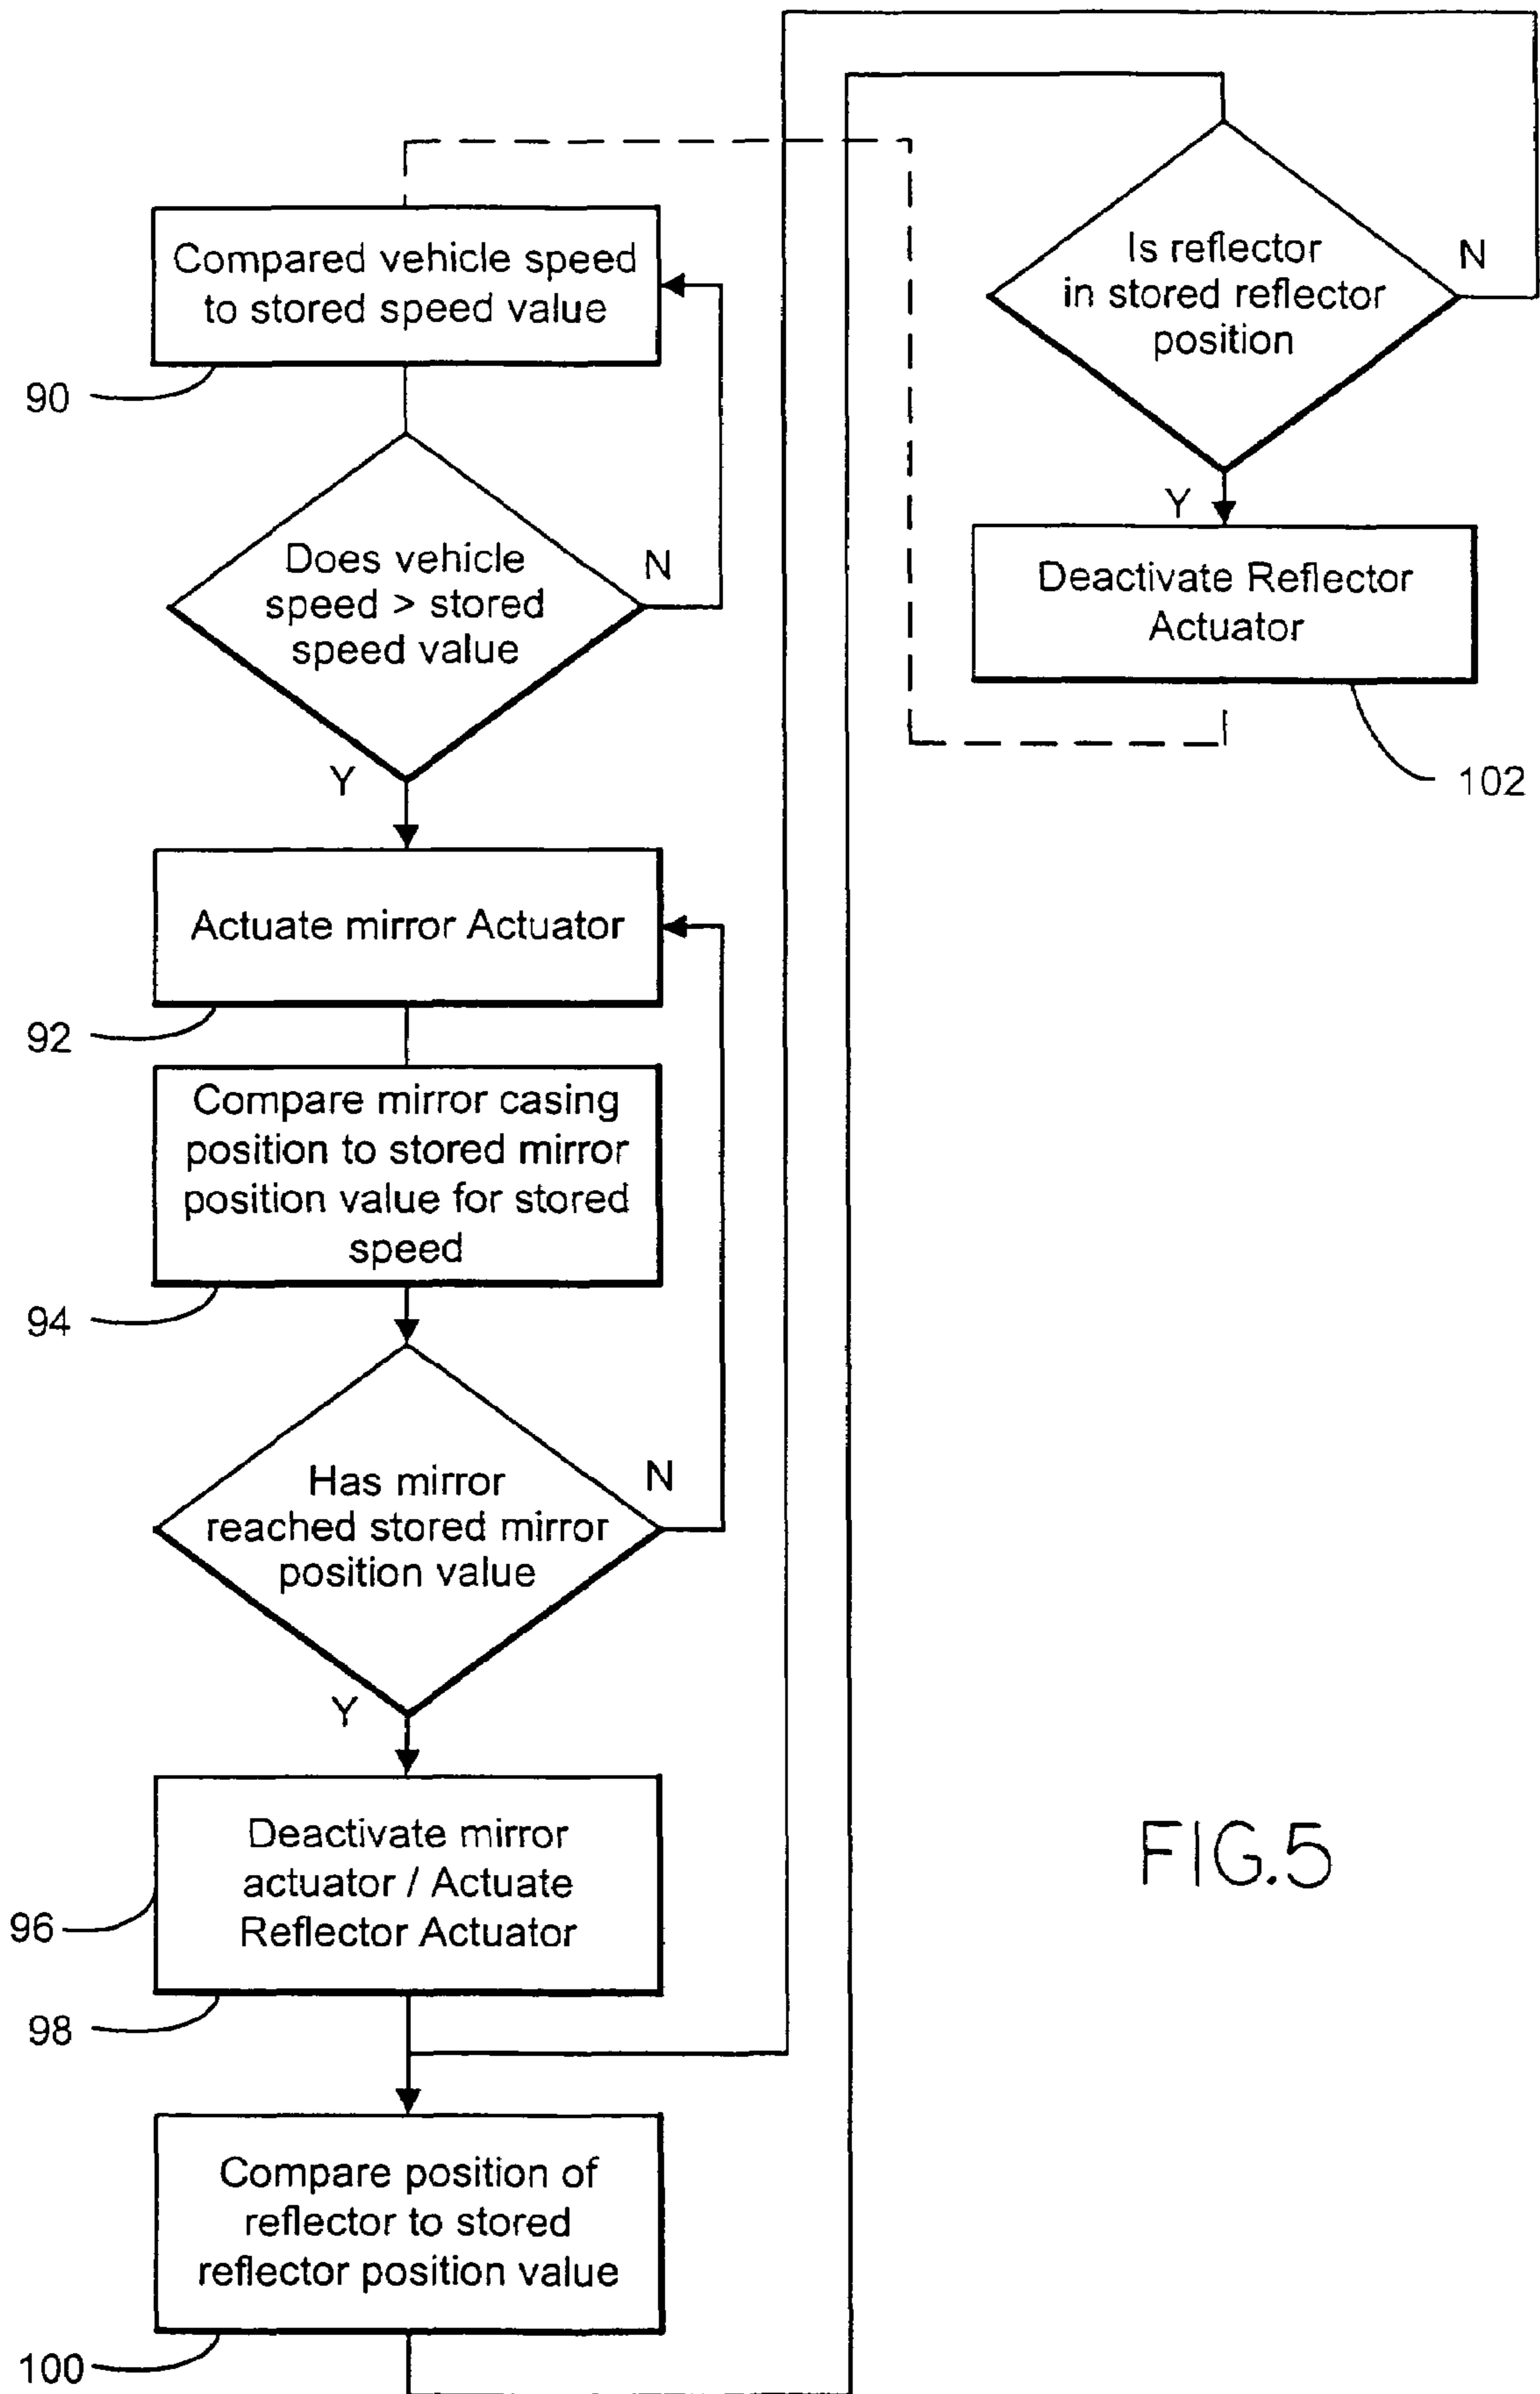 Compared vehicle speed
to stored speed value
90
Does vehicle
speed > stored
speed value
N
Y
Actuate mirror Actuator
92
Compare mirror casing
position to stored mirror
position value for stored
speed
94
Has mirror
reached stored mirror
position value
N
Y
Deactivate mirror
actuator / Actuate
Reflector Actuator
96
98
Compare position of
reflector to stored
reflector position value
100
Is reflector
in stored reflector
position
N
Y
Deactivate Reflector
Actuator
102
FIG.5